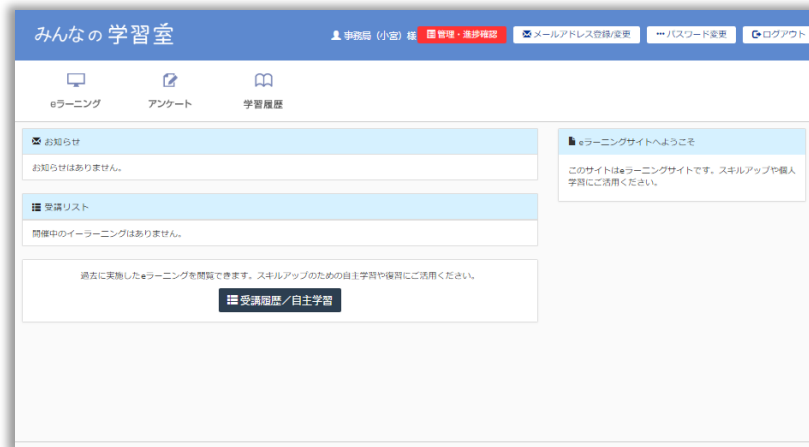 みんなの学習室
事務局（小宮）様 管理・進捗確認 メールアドレス登録/変更 パスワード変更 ログアウト
eラーニング アンケート 学習履歴
お知らせ
お知らせはありません。
受講リスト
開催中のイーラーニングはありません。
過去に実施したeラーニングを閲覧できます。スキルアップのための自主学習や復習にご活用ください。
受講履歴／自主学習
eラーニングサイトへようこそ
このサイトはeラーニングサイトです。スキルアップや個人
学習にご活用ください。